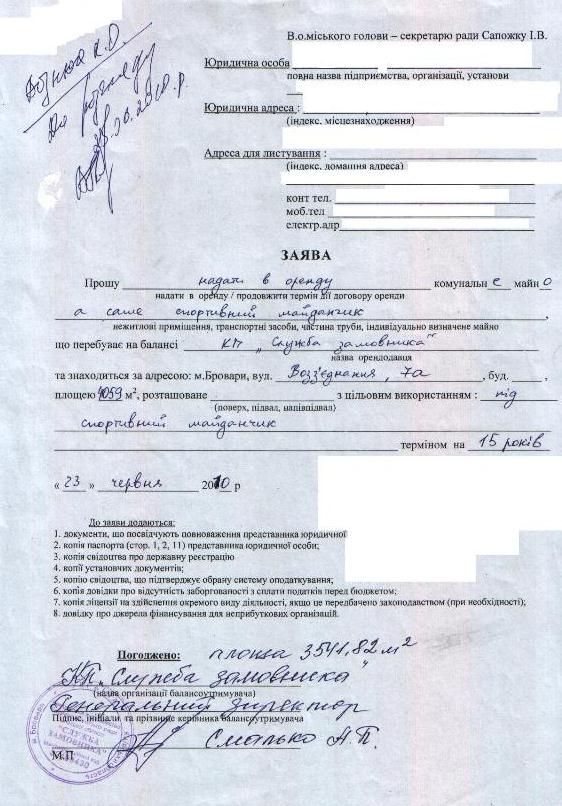 До розгляду
.10.2010 р.
В.о.міського голови – секретарю ради Сапожку І.В.
Юридична особа
повна назва підприємства, організації, установи
Юридична адреса :
(індекс, місцезнаходження)
Адреса для листування :
(індекс, домашня адреса)
конт тел.
моб.тел
електр.адр
ЗАЯВА
Прошу надати в оренду комунальне майно
надати в оренду / продовжити термін дії договору оренди
а саме спортивний майданчик ,
нежитлові приміщення, транспортні засоби, частина труби, індивідуально визначене майно
що перебуває на балансі КП „Служба замовника"
назва орендодавця
та знаходиться за адресою: м.Бровари, вул. Возз'єднання, 7а , буд. ,
площею 4059 м², розташоване з цільовим використанням : під
(поверх, підвал, напівпідвал)
спортивний майданчик
терміном на 15 років
« 23 » червня 2010 р
До заяви додаються:
1. документи, що посвідчують повноваження представника юридичної
2. копія паспорта (стор. 1, 2, 11) представника юридичної особи;
3. копія свідоцтва про державну реєстрацію
4. копії установчих документів;
5. копію свідоцтва, що підтверджує обрану систему оподаткування;
6. копія довідки про відсутність заборгованості з сплати податків перед бюджетом;
7. копія ліцензії на здійснення окремого виду діяльності, якщо це передбачено законодавством (при необхідності);
8. довідку про джерела фінансування для неприбуткових організацій.
Погоджено: площа 3541,82 м²
КП „Служба замовника"
(назва організації балансоутримувача)
Генеральний директор
Підпис, ініціали та прізвище керівника балансоутримувача
Смалько Н.П.
М.П
"СЛУЖБА
ЗАМОВНИКА"